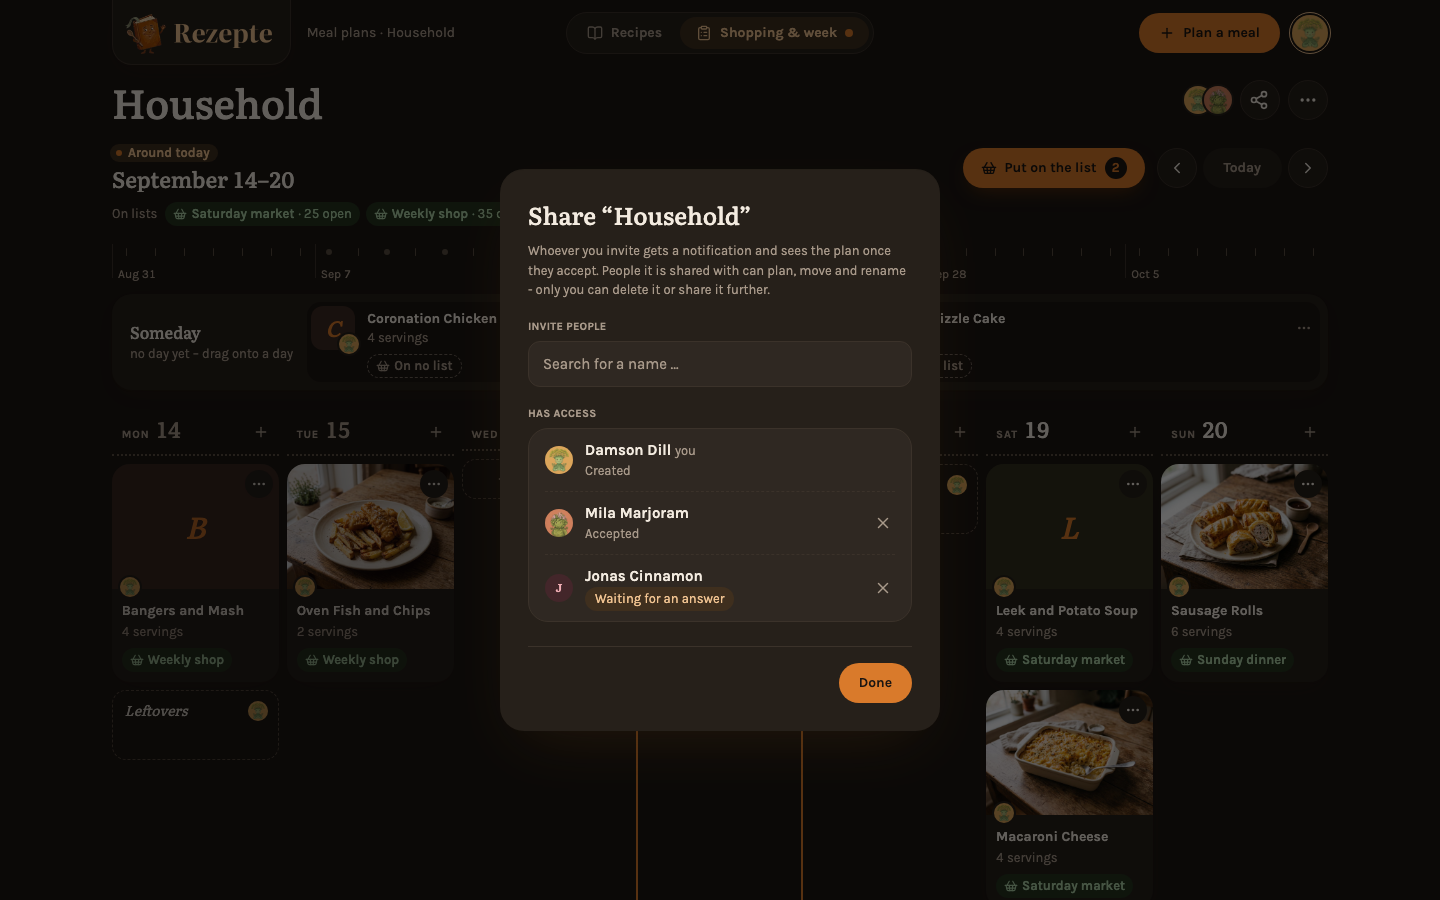 Rezepte
Meal plans · Household
Recipes
Shopping & week
Plan a meal
Household
Around today
September 14–20
Put on the list 2
Today
On lists
Saturday market · 25 open
Weekly shop · 35 o
Aug 31
Sep 7
ep 28
Oct 5
Someday
no day yet – drag onto a day
C
Coronation Chicken
4 servings
On no list
izzle Cake
list
MON 14
TUE 15
WED
SAT 19
SUN 20
B
Bangers and Mash
4 servings
Weekly shop
Leftovers
Oven Fish and Chips
2 servings
Weekly shop
L
Leek and Potato Soup
4 servings
Saturday market
Macaroni Cheese
4 servings
Saturday market
Sausage Rolls
6 servings
Sunday dinner
Share “Household”
Whoever you invite gets a notification and sees the plan once
they accept. People it is shared with can plan, move and rename
- only you can delete it or share it further.
INVITE PEOPLE
Search for a name ...
HAS ACCESS
Damson Dill you
Created
Mila Marjoram
Accepted
J
Jonas Cinnamon
Waiting for an answer
Done